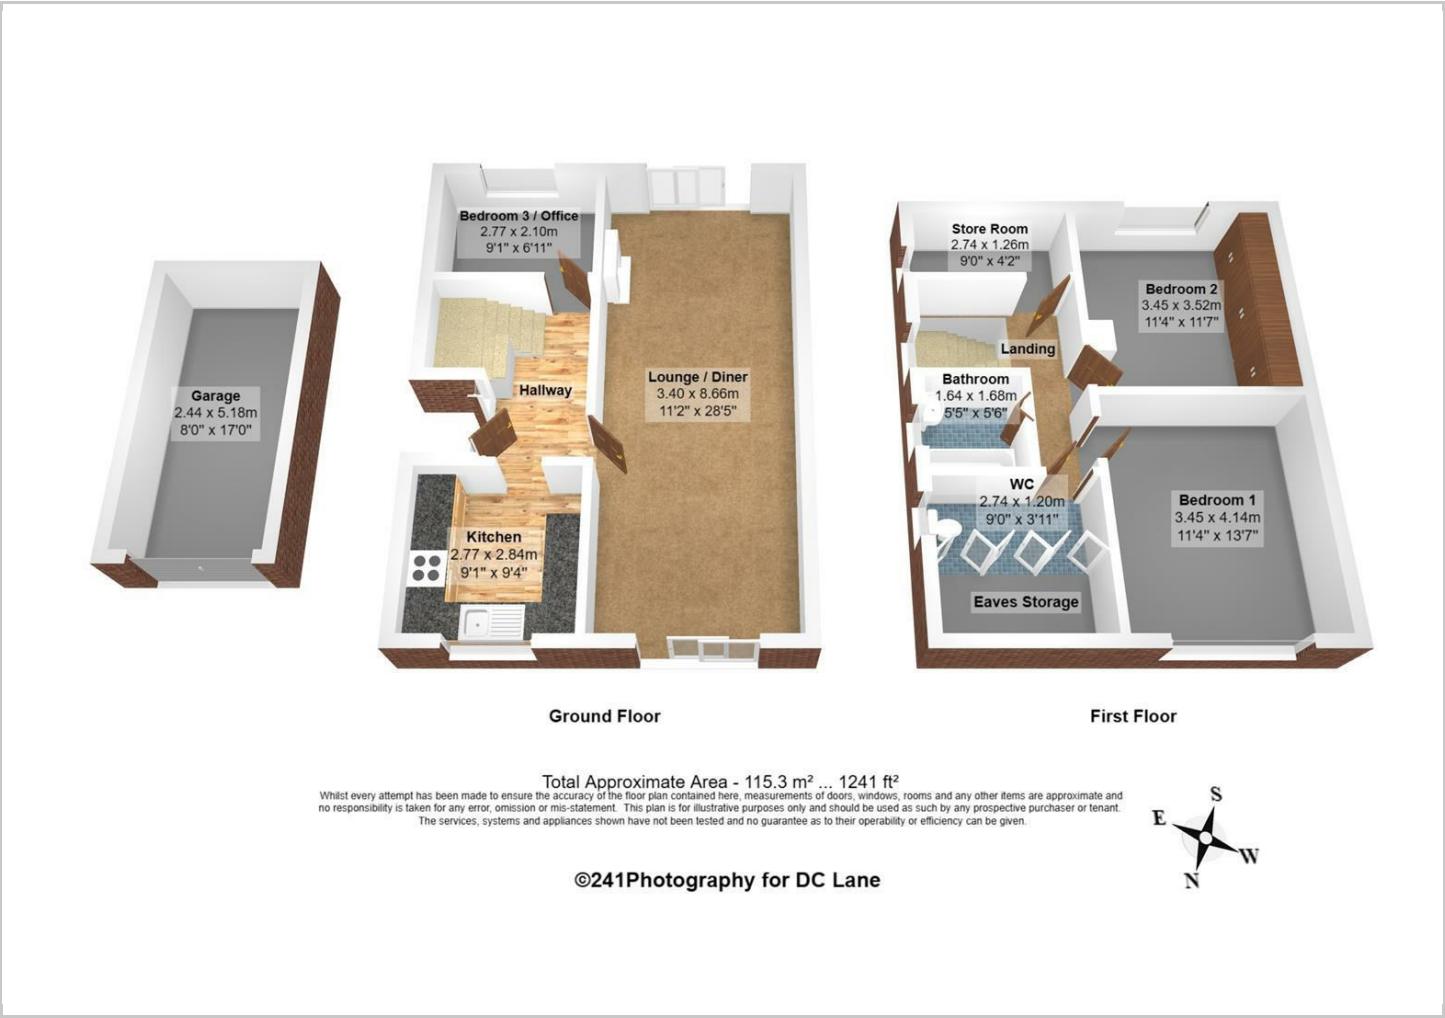 Garage
2.44 x 5.18m
8'0" x 17'0"
Bedroom 3 / Office
2.77 x 2.10m
9'1" x 6'11"
Hallway
Lounge / Diner
3.40 x 8.66m
11'2" x 28'5"
Kitchen
2.77 x 2.84m
9'1" x 9'4"
Store Room
2.74 x 1.26m
9'0" x 4'2"
Bedroom 2
3.45 x 3.52m
11'4" x 11'7"
Landing
Bathroom
1.64 x 1.68m
5'5" x 5'6"
WC
2.74 x 1.20m
9'0" x 3'11"
Bedroom 1
3.45 x 4.14m
11'4" x 13'7"
Eaves Storage
Ground Floor
First Floor
Total Approximate Area - 115.3 m² ... 1241 ft²
Whilst every attempt has been made to ensure the accuracy of the floor plan contained here, measurements of doors, windows, rooms and any other items are approximate and
no responsibility is taken for any error, omission or mis-statement. This plan is for illustrative purposes only and should be used as such by any prospective purchaser or tenant.
The services, systems and appliances shown have not been tested and no guarantee as to their operability or efficiency can be given.
©241Photography for DC Lane
S
E
W
N